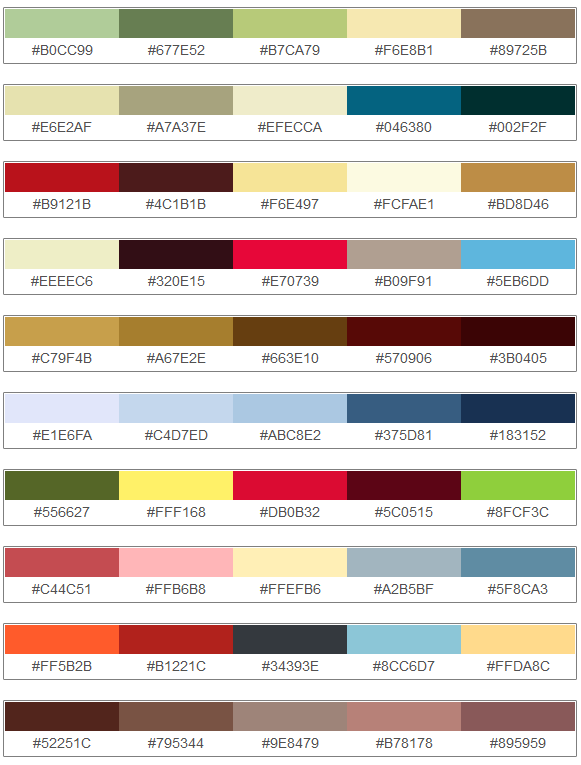 #B0CC99 #677E52 #B7CA79 #F6E8B1 #89725B
#E6E2AF #A7A37E #EFECCA #046380 #002F2F
#B9121B #4C1B1B #F6E497 #FCFAE1 #BD8D46
#EEEEC6 #320E15 #E70739 #B09F91 #5EB6DD
#C79F4B #A67E2E #663E10 #570906 #3B0405
#E1E6FA #C4D7ED #ABC8E2 #375D81 #183152
#556627 #FFF168 #DB0B32 #5C0515 #8FCF3C
#C44C51 #FFB6B8 #FFEFB6 #A2B5BF #5F8CA3
#FF5B2B #B1221C #34393E #8CC6D7 #FFDA8C
#52251C #795344 #9E8479 #B78178 #895959